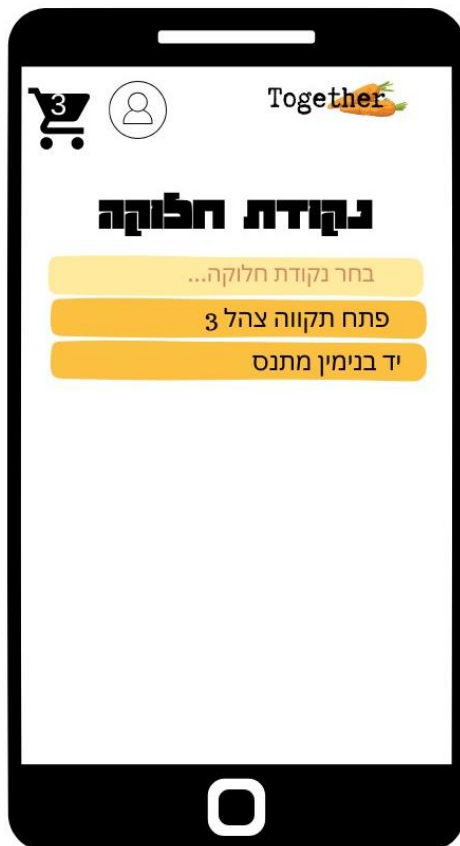 3
Together
נקודת חלוקה
בחר נקודת חלוקה...
פתח תקווה צהל 3
יד בנימין מתנס